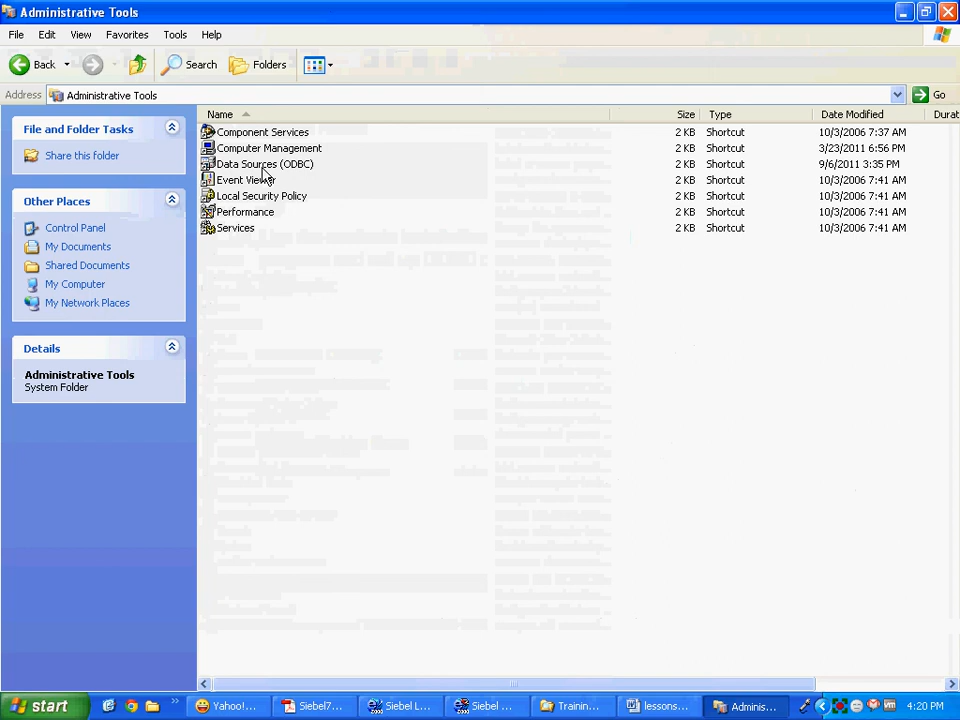 Administrative Tools
File Edit View Favorites Tools Help
Back Search Folders
Address Administrative Tools Go
Name Size Type Date Modified Durat
File and Folder Tasks
Share this folder
Other Places
Control Panel
My Documents
Shared Documents
My Computer
My Network Places
Details
Administrative Tools
System Folder
Component Services 2 KB Shortcut 10/3/2006 7:37 AM
Computer Management 2 KB Shortcut 3/23/2011 6:56 PM
Data Sources (ODBC) 2 KB Shortcut 9/6/2011 3:35 PM
Event Viewer 2 KB Shortcut 10/3/2006 7:41 AM
Local Security Policy 2 KB Shortcut 10/3/2006 7:41 AM
Performance 2 KB Shortcut 10/3/2006 7:41 AM
Services 2 KB Shortcut 10/3/2006 7:41 AM
start Yahoo!... Siebel7... Siebel L... Siebel ... Trainin... lessons... Adminis... 4:20 PM